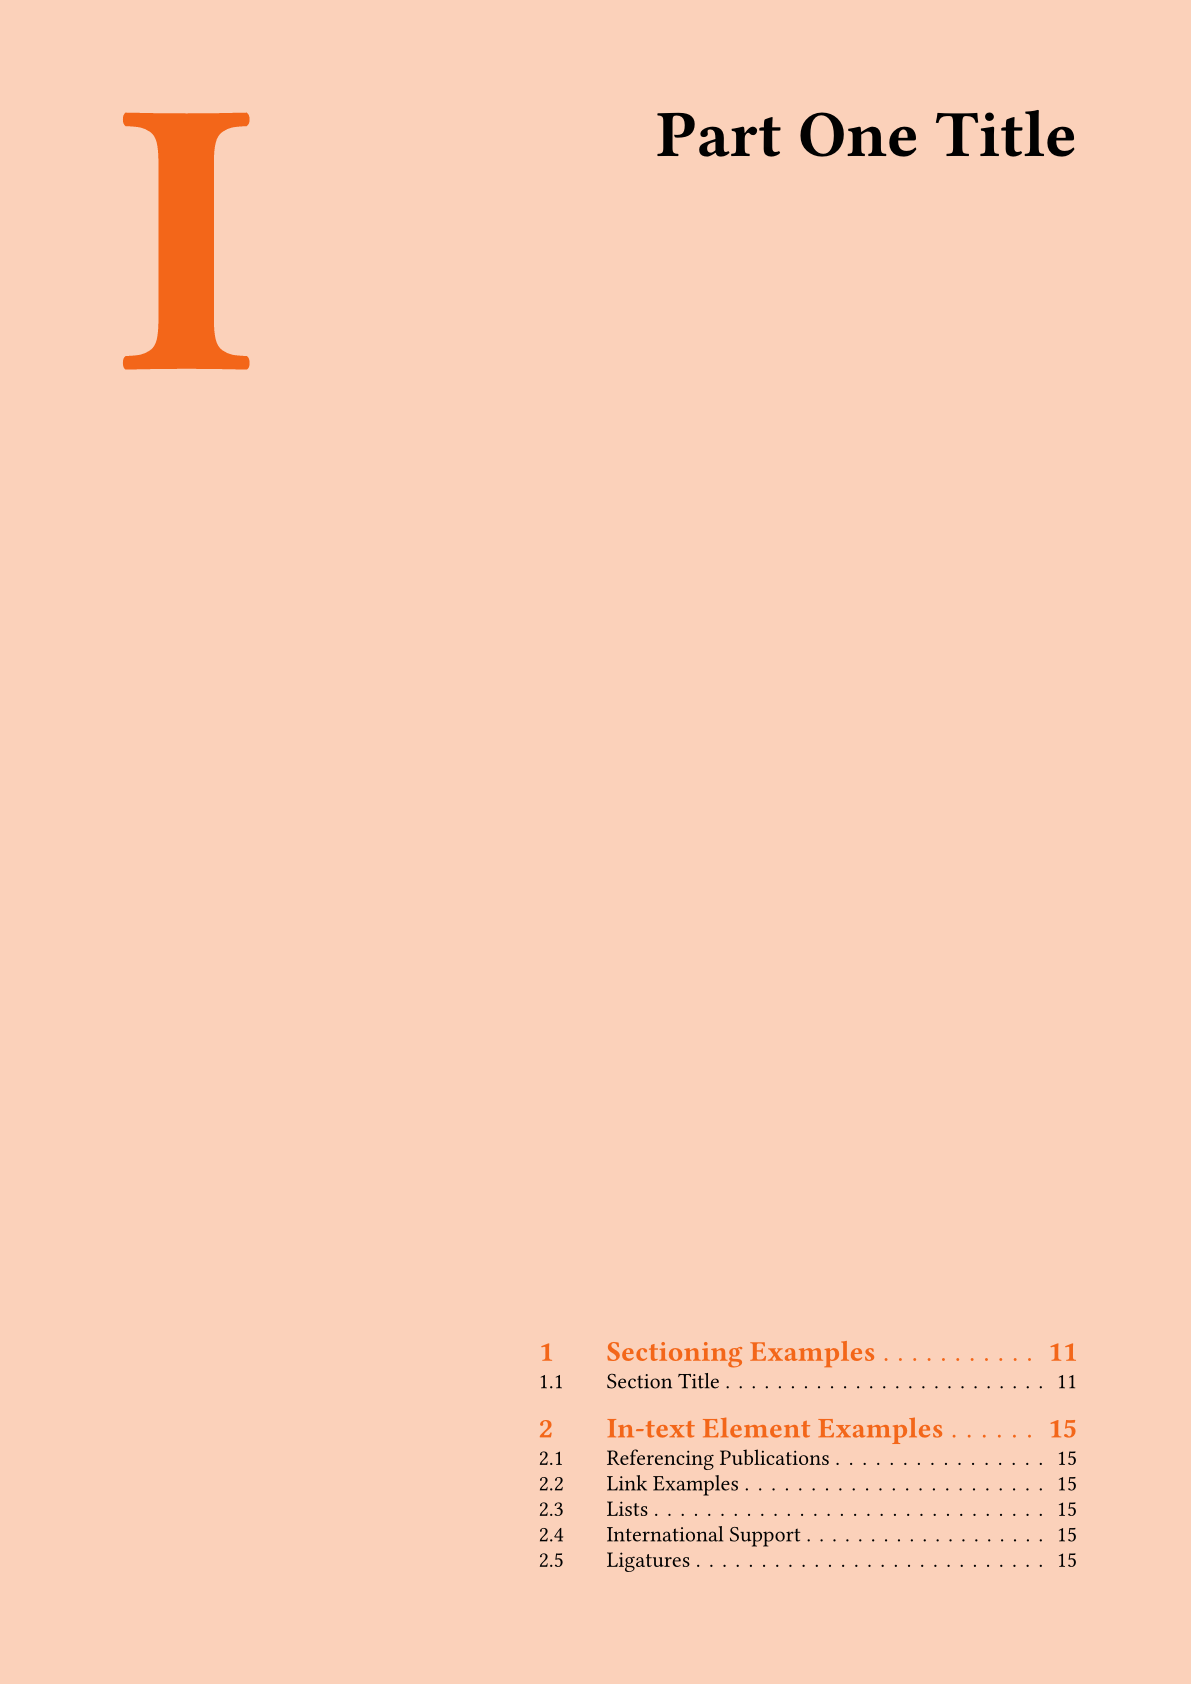 I
Part One Title
1 Sectioning Examples . . . . . . . . . . . 11
1.1 Section Title . . . . . . . . . . . . . . . . . . . . . . . . . 11
2 In-text Element Examples . . . . . . 15
2.1 Referencing Publications . . . . . . . . . . . . . . . . 15
2.2 Link Examples . . . . . . . . . . . . . . . . . . . . . . . 15
2.3 Lists . . . . . . . . . . . . . . . . . . . . . . . . . . . . . . 15
2.4 International Support . . . . . . . . . . . . . . . . . . 15
2.5 Ligatures . . . . . . . . . . . . . . . . . . . . . . . . . . . 15